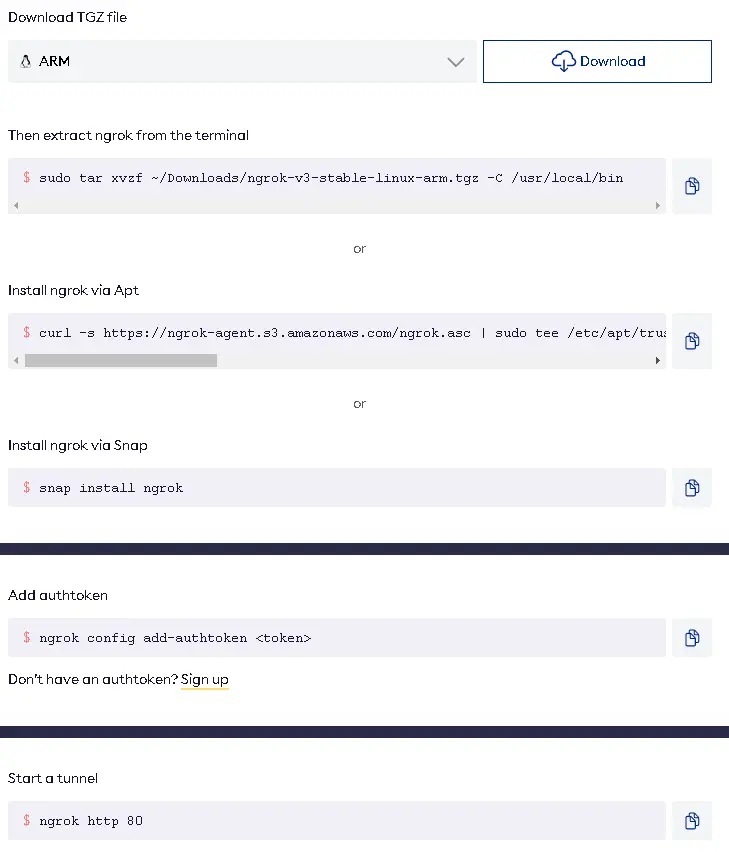 Download TGZ file
ARM
Download
Then extract ngrok from the terminal
$ sudo tar xvzf ~/Downloads/ngrok-v3-stable-linux-arm.tgz -C /usr/local/bin
or
Install ngrok via Apt
$ curl -s https://ngrok-agent.s3.amazonaws.com/ngrok.asc | sudo tee /etc/apt/trus
or
Install ngrok via Snap
$ snap install ngrok
Add authtoken
$ ngrok config add-authtoken <token>
Don't have an authtoken? Sign up
Start a tunnel
$ ngrok http 80